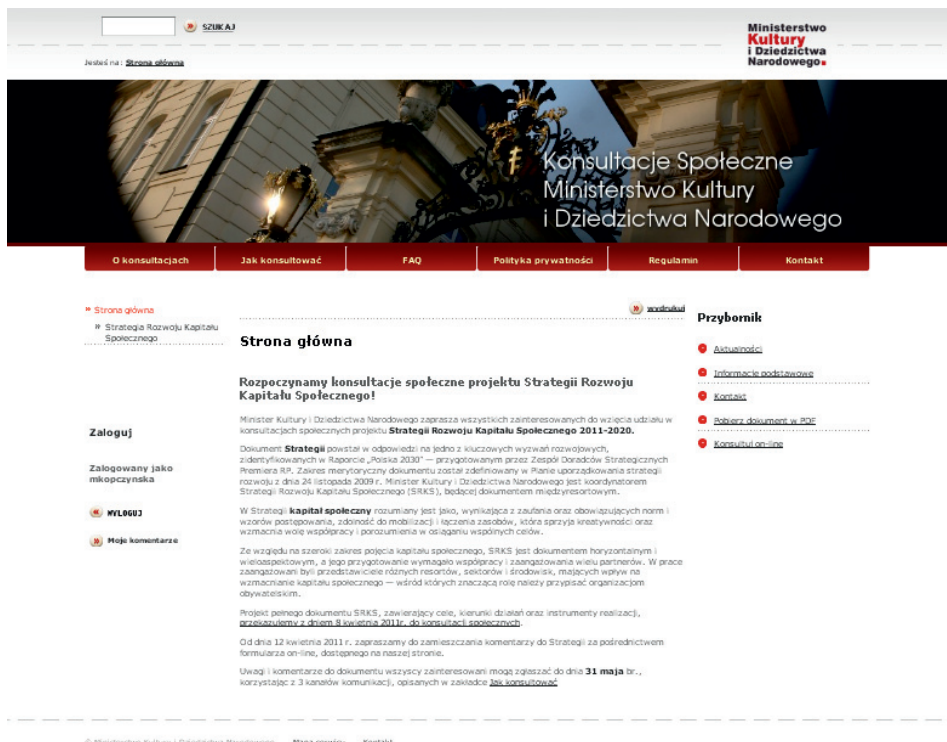 SZUKAJ
Ministerstwo
Kultury
i Dziedzictwa
Narodowego
Jesteś na: Strona główna
Konsultacje Społeczne
Ministerstwo Kultury
i Dziedzictwa Narodowego
O konsultacjach
Jak konsultować
FAQ
Polityka prywatności
Regulamin
Kontakt
» Strona główna
» Strategia Rozwoju Kapitału
Społecznego
Zaloguj
Zalogowany jako
mkopczynska
WYLOGUJ
Moje komentarze
wydrukuj
Strona główna
Rozpoczynamy konsultacje społeczne projektu Strategii Rozwoju
Kapitału Społecznego!
Minister Kultury i Dziedzictwa Narodowego zaprasza wszystkich zainteresowanych do wzięcia udziału w
konsultacjach społecznych projektu Strategii Rozwoju Kapitału Społecznego 2011-2020.
Dokument Strategii powstał w odpowiedzi na jedno z kluczowych wyzwań rozwojowych,
zidentyfikowanych w Raporcie „Polska 2030” — przygotowanym przez Zespół Doradców Strategicznych
Premiera RP. Zakres merytoryczny dokumentu został zdefiniowany w Planie uporządkowania strategii
rozwoju z dnia 24 listopada 2009 r. Minister Kultury i Dziedzictwa Narodowego jest koordynatorem
Strategii Rozwoju Kapitału Społecznego (SRKS), będącej dokumentem międzyresortowym.
W Strategii kapitał społeczny rozumiany jest jako, wynikająca z zaufania oraz obowiązujących norm i
wzorów postępowania, zdolność do mobilizacji i łączenia zasobów, która sprzyja kreatywności oraz
wzmacnia wolę współpracy i porozumienia w osiąganiu wspólnych celów.
Ze względu na szeroki zakres pojęcia kapitału społecznego, SRKS jest dokumentem horyzontalnym i
wieloaspektowym, a jego przygotowanie wymagało współpracy i zaangażowania wielu partnerów. W prace
zaangażowani byli przedstawiciele różnych resortów, sektorów i środowisk, mających wpływ na
wzmacnianie kapitału społecznego — wśród których znaczącą rolę należy przypisać organizacjom
obywatelskim.
Projekt pełnego dokumentu SRKS, zawierający cele, kierunki działań oraz instrumenty realizacji,
przekazujemy z dniem 8 kwietnia 2011r. do konsultacji społecznych.
Od dnia 12 kwietnia 2011 r. zapraszamy do zamieszczania komentarzy do Strategii za pośrednictwem
formularza on-line, dostępnego na naszej stronie.
Uwagi i komentarze do dokumentu wszyscy zainteresowani mogą zgłaszać do dnia 31 maja br.,
korzystając z 3 kanałów komunikacji, opisanych w zakładce Jak konsultować
Przybornik
Aktualności
Informacje podstawowe
Kontakt
Pobierz dokument w PDF
Konsultuj on-line
© Ministerstwo Kultury i Dziedzictwa Narodowego Mapa serwisu Kontakt